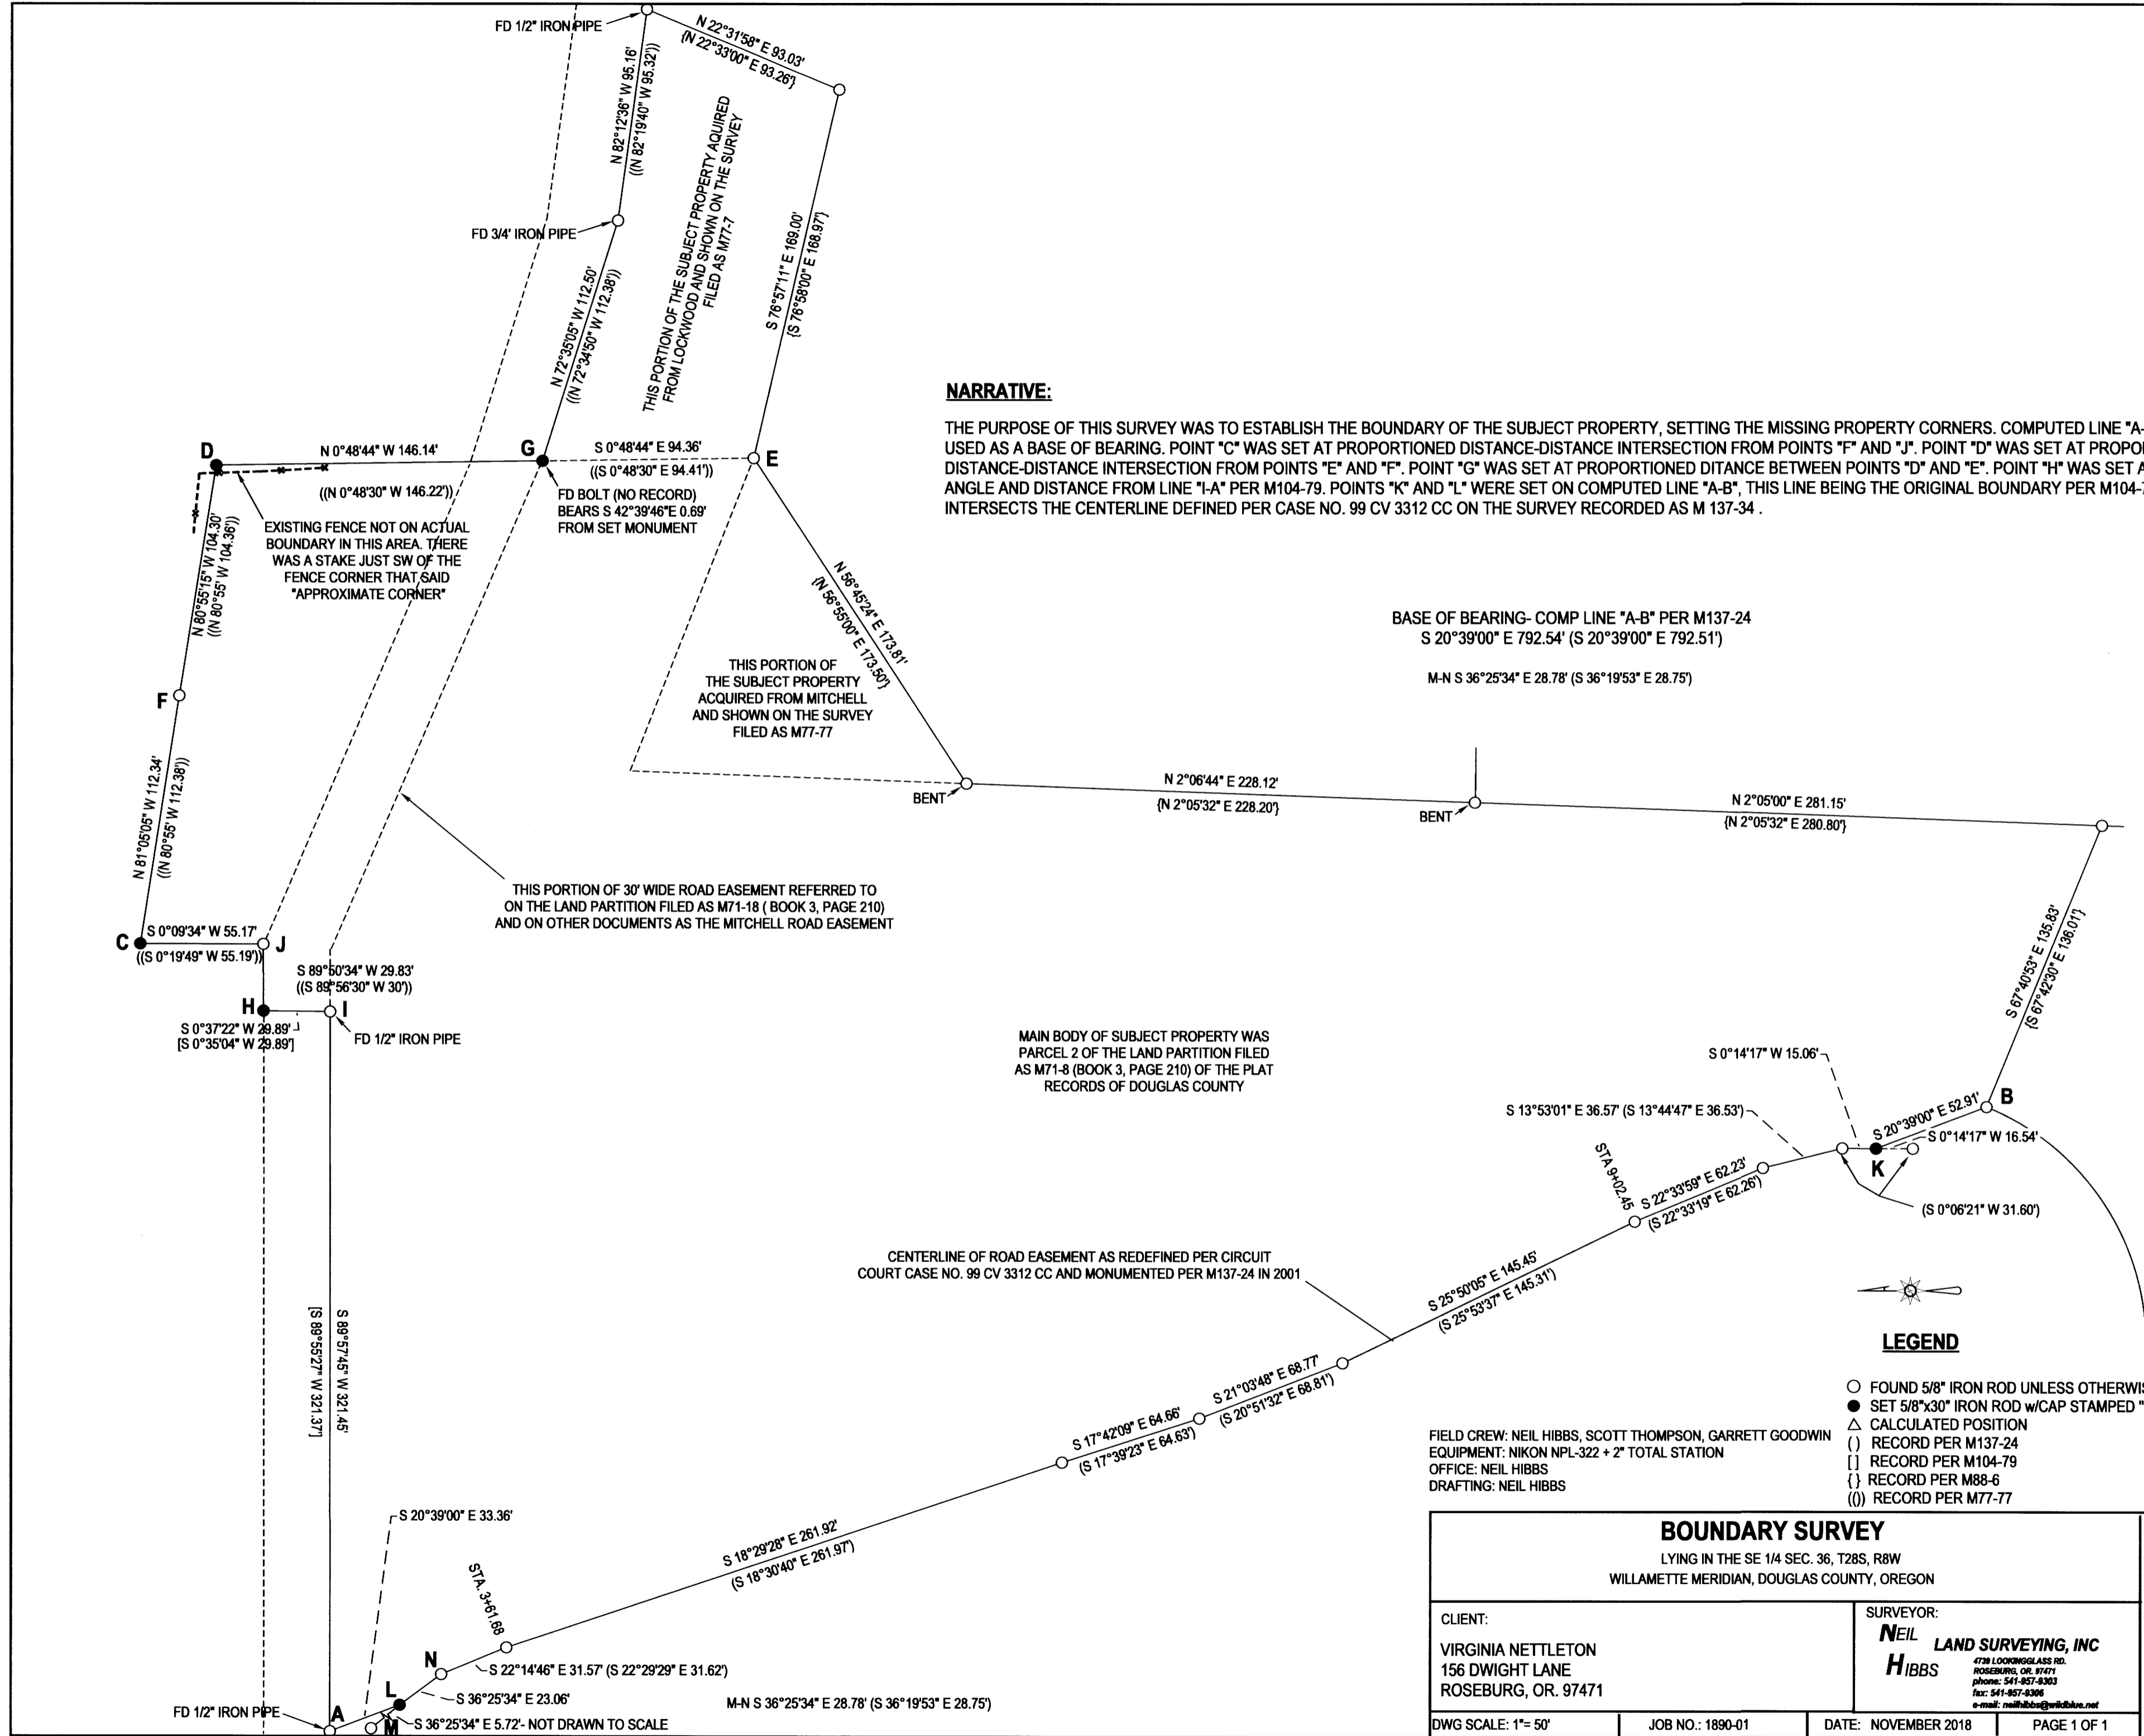 FD 1/2" IRON PIPE
N 22°31'58" E 93.03'
{N 22°33'00" E 93.26'}
N 82°12'36" W 95.16'
((N 82°19'40" W 95.32'))
FD 3/4' IRON PIPE
THIS PORTION OF THE SUBJECT PROPERTY AQUIRED
FROM LOCKWOOD AND SHOWN ON THE SURVEY
FILED AS M77-7
S 76°57'11" E 169.00'
{S 76°58'00" E 168.97'}
N 72°35'05" W 112.50'
((N 72°34'50" W 112.38'))
NARRATIVE:
THE PURPOSE OF THIS SURVEY WAS TO ESTABLISH THE BOUNDARY OF THE SUBJECT PROPERTY, SETTING THE MISSING PROPERTY CORNERS. COMPUTED LINE "A-
USED AS A BASE OF BEARING. POINT "C" WAS SET AT PROPORTIONED DISTANCE-DISTANCE INTERSECTION FROM POINTS "F" AND "J". POINT "D" WAS SET AT PROPO
DISTANCE-DISTANCE INTERSECTION FROM POINTS "E" AND "F". POINT "G" WAS SET AT PROPORTIONED DITANCE BETWEEN POINTS "D" AND "E". POINT "H" WAS SET A
ANGLE AND DISTANCE FROM LINE "I-A" PER M104-79. POINTS "K" AND "L" WERE SET ON COMPUTED LINE "A-B", THIS LINE BEING THE ORIGINAL BOUNDARY PER M104-7
INTERSECTS THE CENTERLINE DEFINED PER CASE NO. 99 CV 3312 CC ON THE SURVEY RECORDED AS M 137-34 .
D
N 0°48'44" W 146.14'
((N 0°48'30" W 146.22'))
G
S 0°48'44" E 94.36'
((S 0°48'30" E 94.41'))
E
FD BOLT (NO RECORD)
BEARS S 42°39'46"E 0.69'
FROM SET MONUMENT
EXISTING FENCE NOT ON ACTUAL
BOUNDARY IN THIS AREA. THERE
WAS A STAKE JUST SW OF THE
FENCE CORNER THAT SAID
"APPROXIMATE CORNER"
N 80°55'15" W 104.30'
((N 80°55' W 104.36'))
N 56°45'24" E 173.81'
{N 56°55'00" E 173.50'}
BASE OF BEARING- COMP LINE "A-B" PER M137-24
S 20°39'00" E 792.54' (S 20°39'00" E 792.51')
M-N S 36°25'34" E 28.78' (S 36°19'53" E 28.75')
THIS PORTION OF
THE SUBJECT PROPERTY
ACQUIRED FROM MITCHELL
AND SHOWN ON THE SURVEY
FILED AS M77-77
F
N 81°05'05" W 112.34'
((N 80°55' W 112.38'))
BENT
N 2°06'44" E 228.12'
{N 2°05'32" E 228.20'}
BENT
N 2°05'00" E 281.15'
{N 2°05'32" E 280.80'}
THIS PORTION OF 30' WIDE ROAD EASEMENT REFERRED TO
ON THE LAND PARTITION FILED AS M71-18 ( BOOK 3, PAGE 210)
AND ON OTHER DOCUMENTS AS THE MITCHELL ROAD EASEMENT
C
S 0°09'34" W 55.17'
((S 0°19'49" W 55.19'))
J
S 89°50'34" W 29.83'
((S 89°56'30" W 30'))
H
I
S 0°37'22" W 29.89'
[S 0°35'04" W 29.89']
FD 1/2" IRON PIPE
MAIN BODY OF SUBJECT PROPERTY WAS
PARCEL 2 OF THE LAND PARTITION FILED
AS M71-8 (BOOK 3, PAGE 210) OF THE PLAT
RECORDS OF DOUGLAS COUNTY
S 67°40'53" E 135.83'
{S 67°42'30" E 136.01'}
S 0°14'17" W 15.06'
S 13°53'01" E 36.57' (S 13°44'47" E 36.53')
S 20°39'00" E 52.91'
B
S 0°14'17" W 16.54'
K
(S 0°06'21" W 31.60')
STA 9+02.45
S 22°33'59" E 62.23'
(S 22°33'19" E 62.26')
CENTERLINE OF ROAD EASEMENT AS REDEFINED PER CIRCUIT
COURT CASE NO. 99 CV 3312 CC AND MONUMENTED PER M137-24 IN 2001
S 25°50'05" E 145.45'
(S 25°53'37" E 145.31')
S 89°57'45" W 321.45'
[S 89°55'27" W 321.37']
S 21°03'48" E 68.77'
(S 20°51'32" E 68.81')
S 17°42'09" E 64.66'
(S 17°39'23" E 64.63')
S 18°29'28" E 261.92'
(S 18°30'40" E 261.97')
S 20°39'00" E 33.36'
STA. 3+61.68
N
S 22°14'46" E 31.57' (S 22°29'29" E 31.62')
L
S 36°25'34" E 23.06'
M-N S 36°25'34" E 28.78' (S 36°19'53" E 28.75')
FD 1/2" IRON PIPE
A
M
S 36°25'34" E 5.72'- NOT DRAWN TO SCALE
LEGEND
FOUND 5/8" IRON ROD UNLESS OTHERWIS
SET 5/8"x30" IRON ROD w/CAP STAMPED "
CALCULATED POSITION
( ) RECORD PER M137-24
[ ] RECORD PER M104-79
{ } RECORD PER M88-6
(()) RECORD PER M77-77
FIELD CREW: NEIL HIBBS, SCOTT THOMPSON, GARRETT GOODWIN
EQUIPMENT: NIKON NPL-322 + 2" TOTAL STATION
OFFICE: NEIL HIBBS
DRAFTING: NEIL HIBBS
BOUNDARY SURVEY
LYING IN THE SE 1/4 SEC. 36, T28S, R8W
WILLAMETTE MERIDIAN, DOUGLAS COUNTY, OREGON
CLIENT:
VIRGINIA NETTLETON
156 DWIGHT LANE
ROSEBURG, OR. 97471
SURVEYOR:
NEIL
HIBBS
LAND SURVEYING, INC
4739 LOOKINGGLASS RD.
ROSEBURG, OR. 97471
phone: 541-957-9303
fax: 541-957-9306
e-mail: neilhibbs@wildblue.net
DWG SCALE: 1"= 50'
JOB NO.: 1890-01
DATE: NOVEMBER 2018
PAGE 1 OF 1